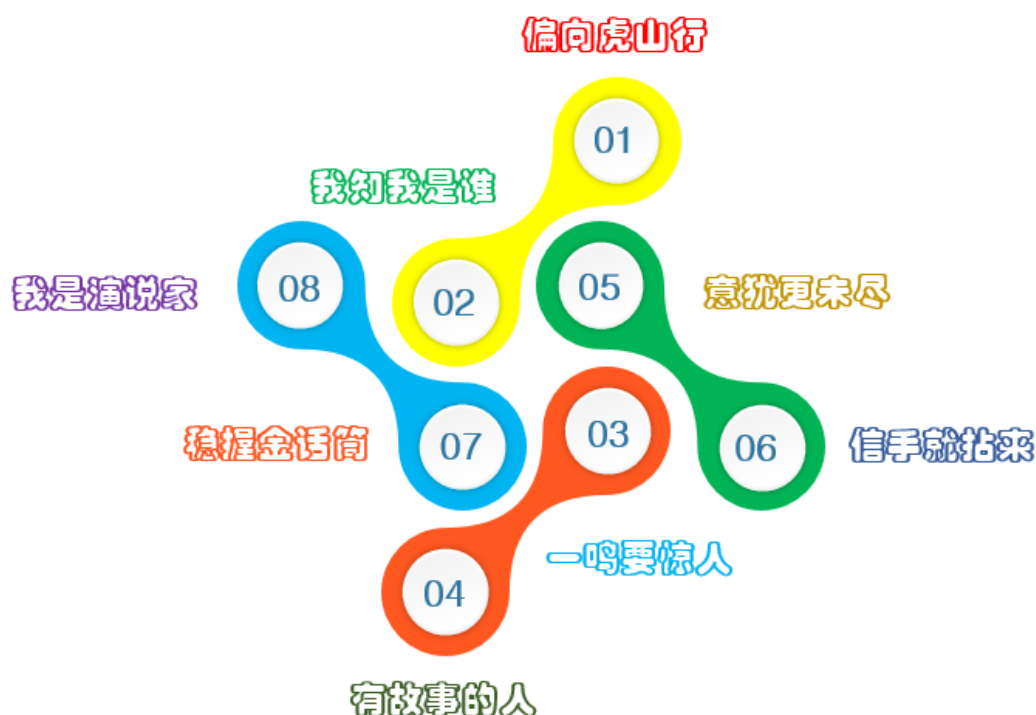 偏向虎山行
01
我知我是谁
02
08
我是演说家
05
意犹更未尽
稳握金话筒
07
03
06
信手就拈来
一鸣要惊人
04
有故事的人